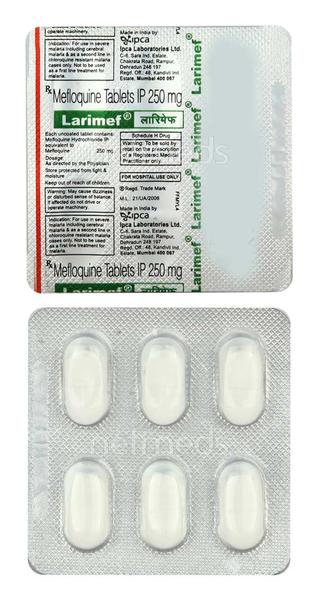 operate machinery.
Indication: For use in severe
malaria including cerebral
malaria & as a second line in
chloroquine resistant malaria
cases only. Not to be used
as a first line treatment for
malaria.
Made in India by
ipca
Ipca Laboratories Ltd.
C-6, Sara Ind. Estate,
Chakrata Road, Rampur,
Dehradun 248 197
Regd. Off.: 48, Kandivli Ind.
Estate, Mumbai 400 067
Rx Mefloquine Tablets IP 250 mg
Larimef® लारिमेफ
Each uncoated tablet contains:
Mefloquine Hydrochloride IP
equivalent to
Mefloquine 250 mg
Dosage:
As directed by the Physician
Store protected from light &
moisture
Keep out of reach of children.
Warning: May cause dizziness
or disturbed sense of balance.
If affected do not drive or
operate machinery.
Schedule H Drug
Warning: To be sold by
retail on the prescription
of a Registered Medical
Practitioner only.
FOR HOSPITAL USE ONLY
® Regd. Trade Mark
M.L.: 21/UA/2006
Made in India by
ipca
Indication: For use in severe
malaria including cerebral
malaria & as a second line in
chloroquine resistant malaria
cases only. Not to be used
as a first line treatment for
malaria.
Ipca Laboratories Ltd.
C-6, Sara Ind. Estate,
Chakrata Road, Rampur,
Dehradun 248 197
Regd. Off.: 48, Kandivli Ind.
Estate, Mumbai 400 067
Rx Mefloquine Tablets IP 250 mg
Larimef® Larimef® Larimef® Larimef®
netmeds
netmeds